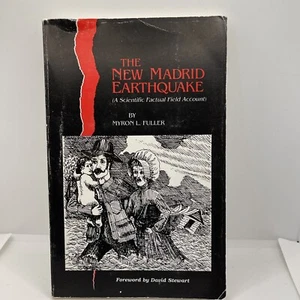 THE
NEW MADRID
EARTHQUAKE
(A Scientific Factual Field Account)
BY
MYRON L. FULLER
Foreword by David Stewart